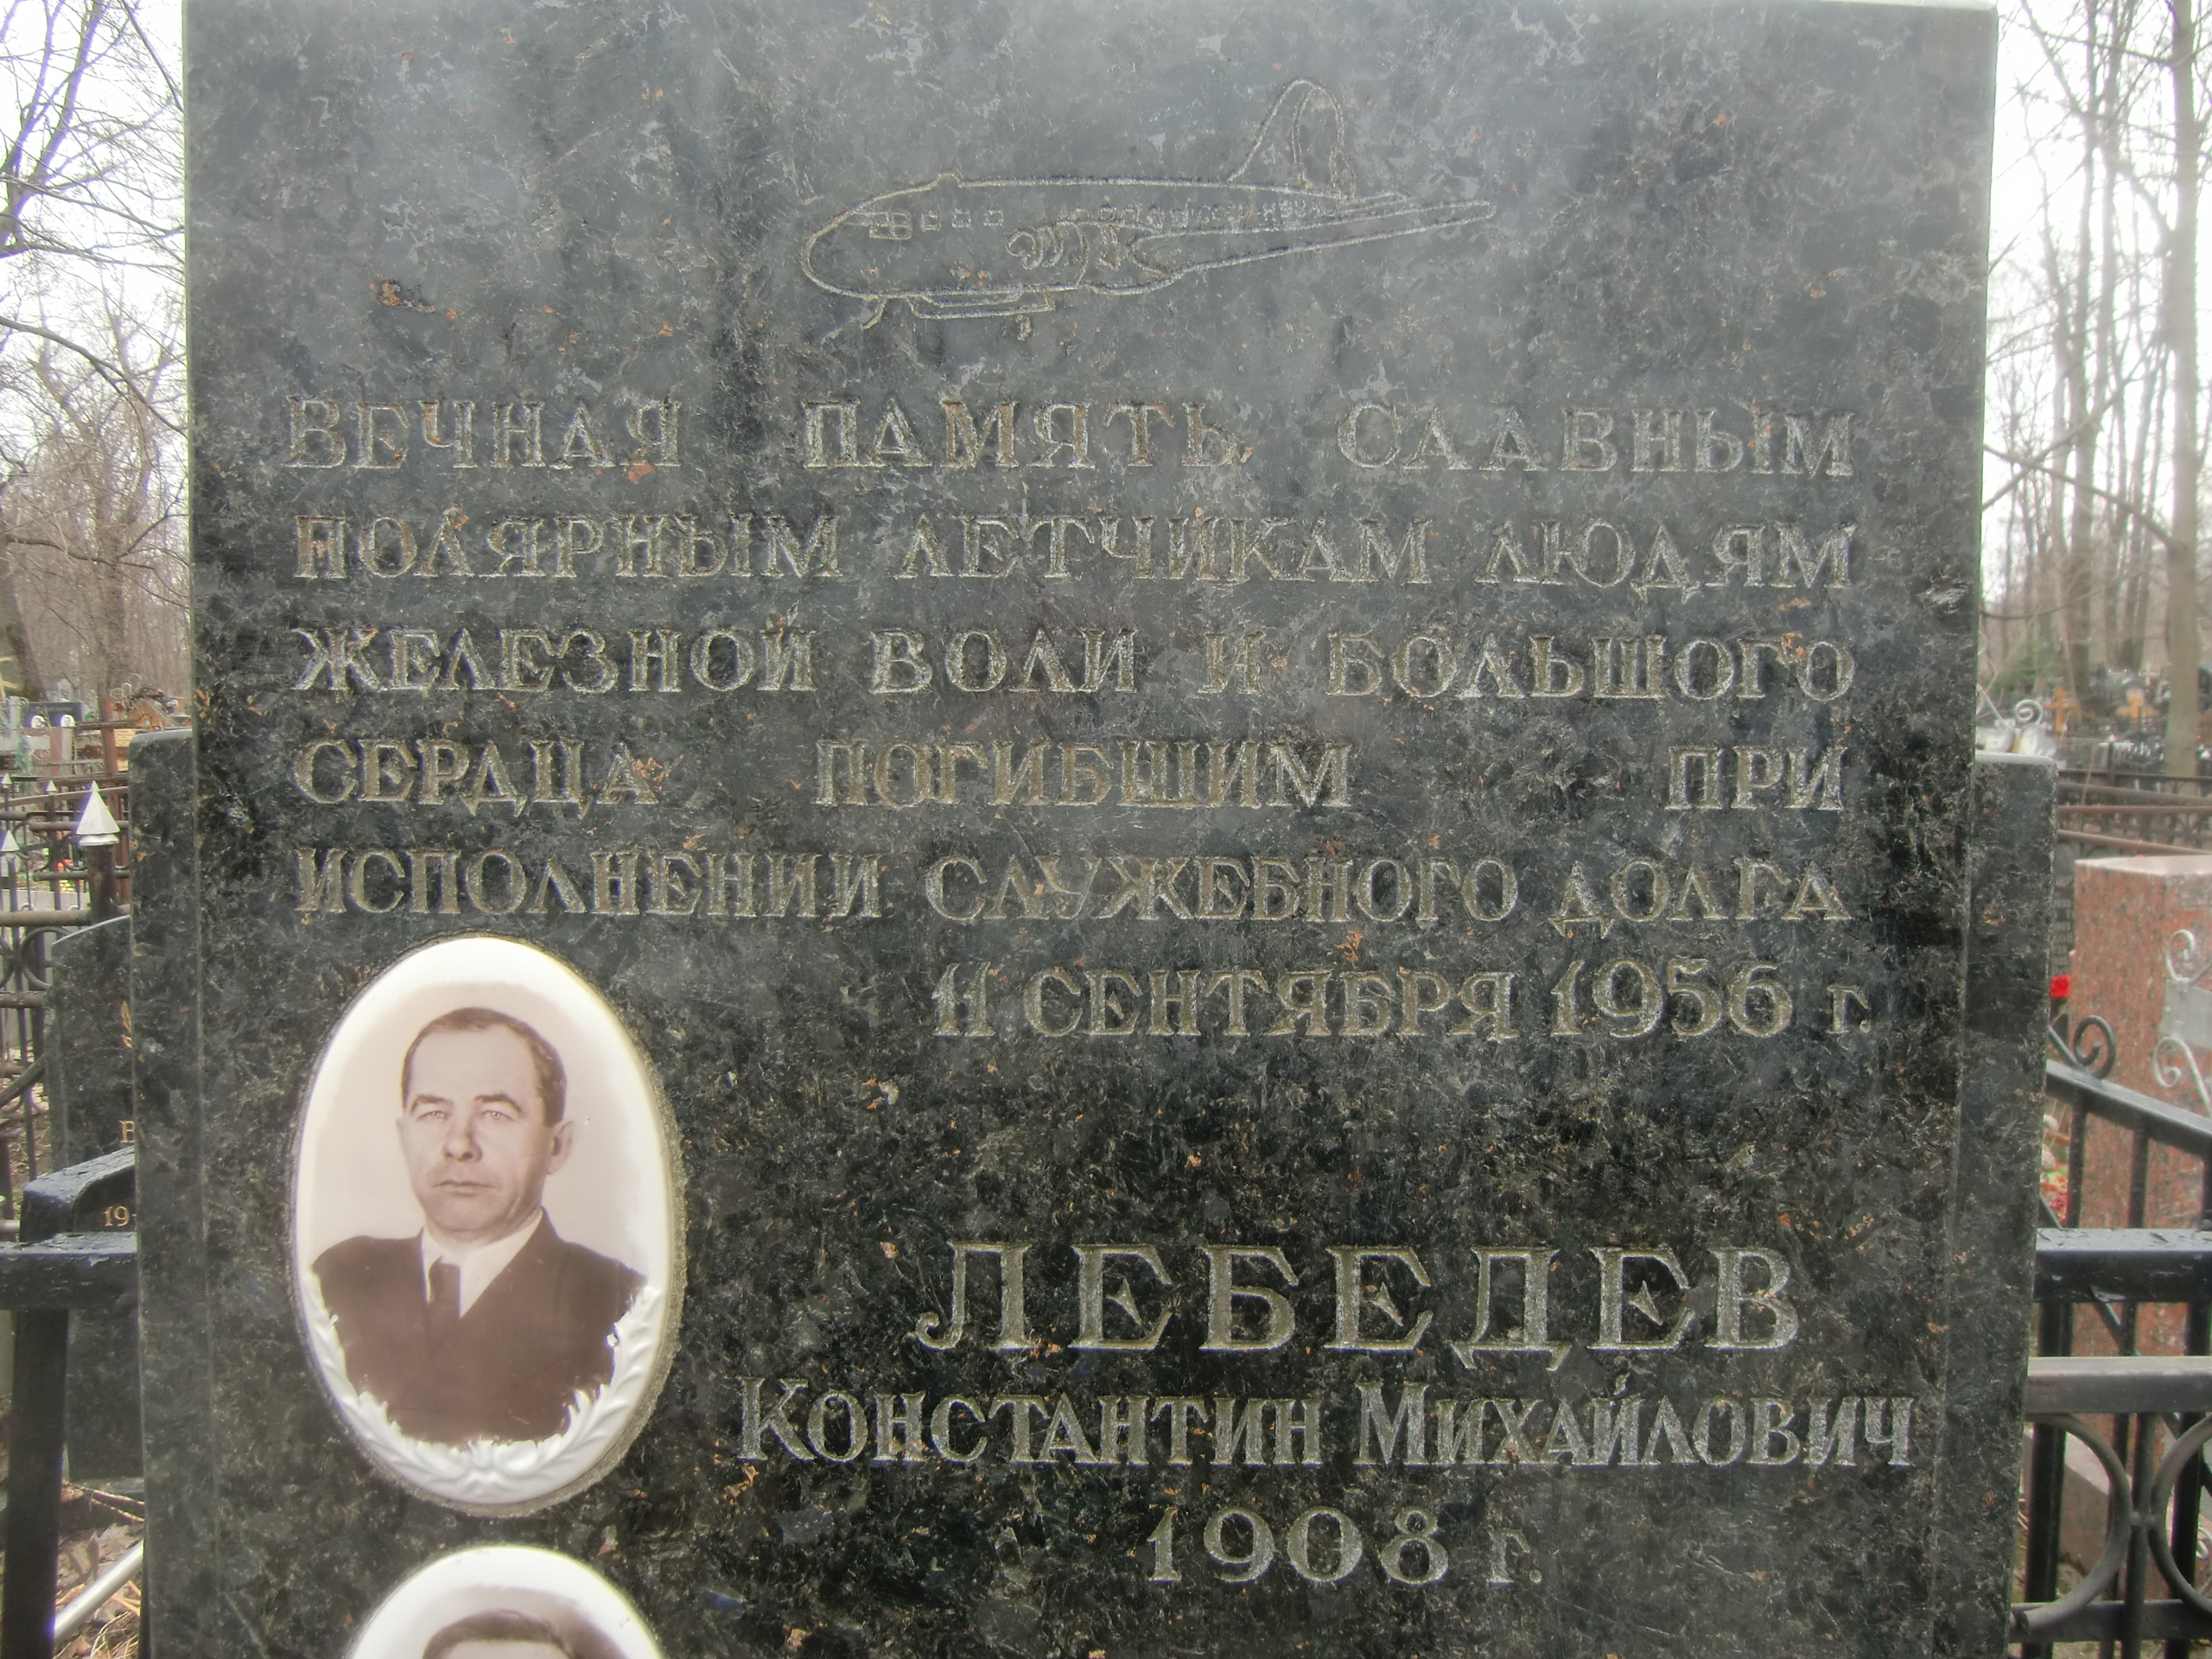 ВЕЧНАЯ ПАМЯТЬ СЛАВНЫМ
ПОЛЯРНЫМ ЛЕТЧИКАМ ЛЮДЯМ
ЖЕЛЕЗНОЙ ВОЛИ И БОЛЬШОГО
СЕРДЦА ПОГИБШИМ ПРИ
ИСПОЛНЕНИИ СЛУЖЕБНОГО ДОЛГА
11 СЕНТЯБРЯ 1956 г.
ЛЕБЕДЕВ
КОНСТАНТИН МИХАЙЛОВИЧ
1908 г.